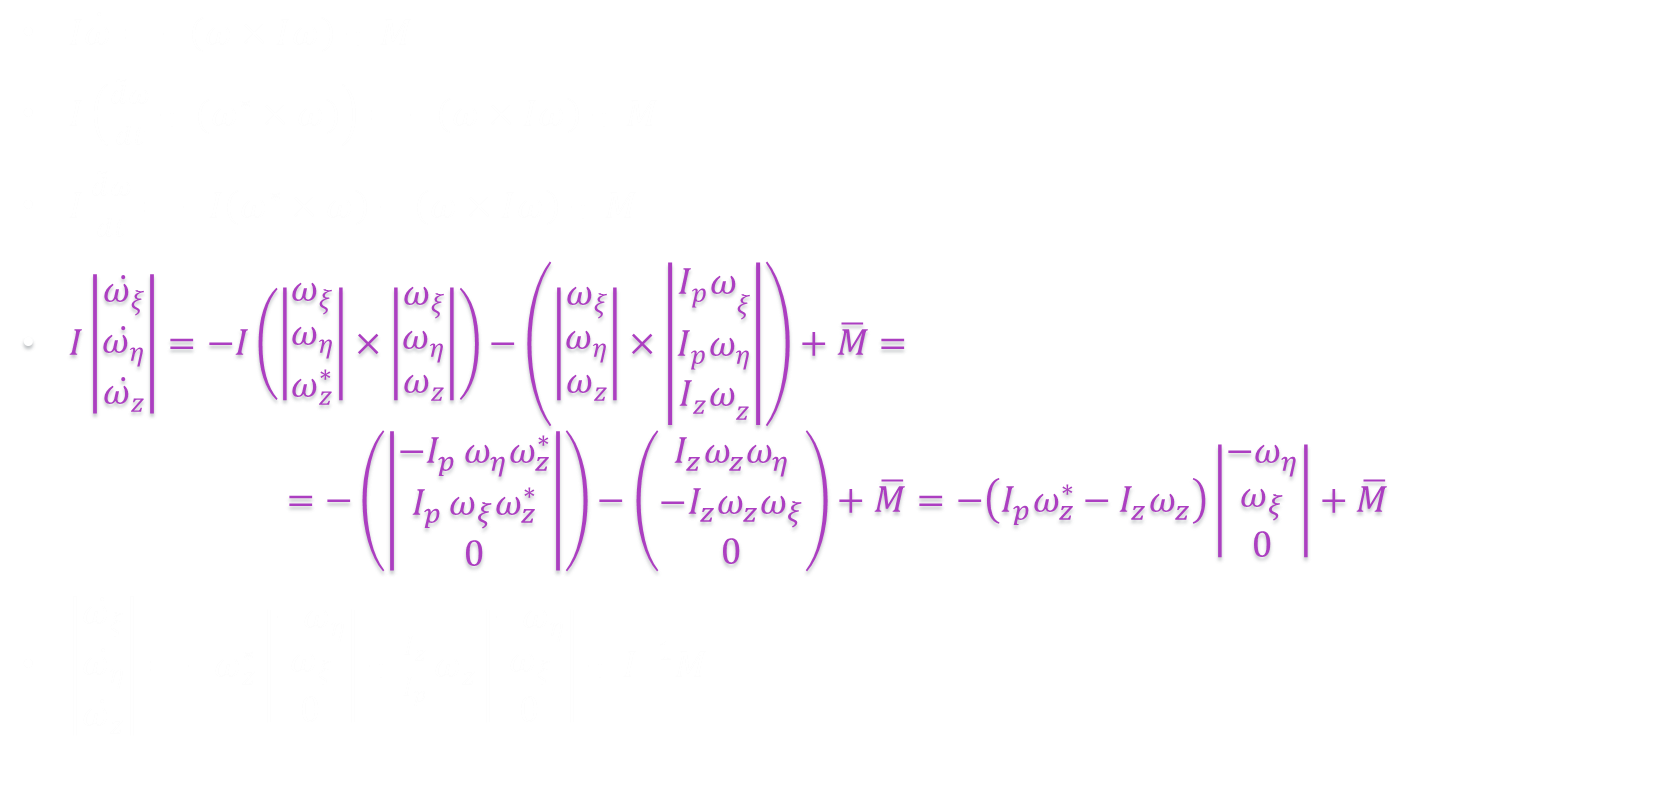 • I |ω̇_ξ ω̇_η ω̇_z| = −I (|ω_ξ ω_η ω_z^*| × |ω_ξ ω_η ω_z|) − (|ω_ξ ω_η ω_z| × |I_p ω_ξ I_p ω_η I_z ω_z|) + M̅ =
= −(|−I_p ω_η ω_z^* I_p ω_ξ ω_z^* 0|) − (I_z ω_z ω_η −I_z ω_z ω_ξ 0) + M̅ = −(I_p ω_z^* − I_z ω_z) |−ω_η ω_ξ 0| + M̅